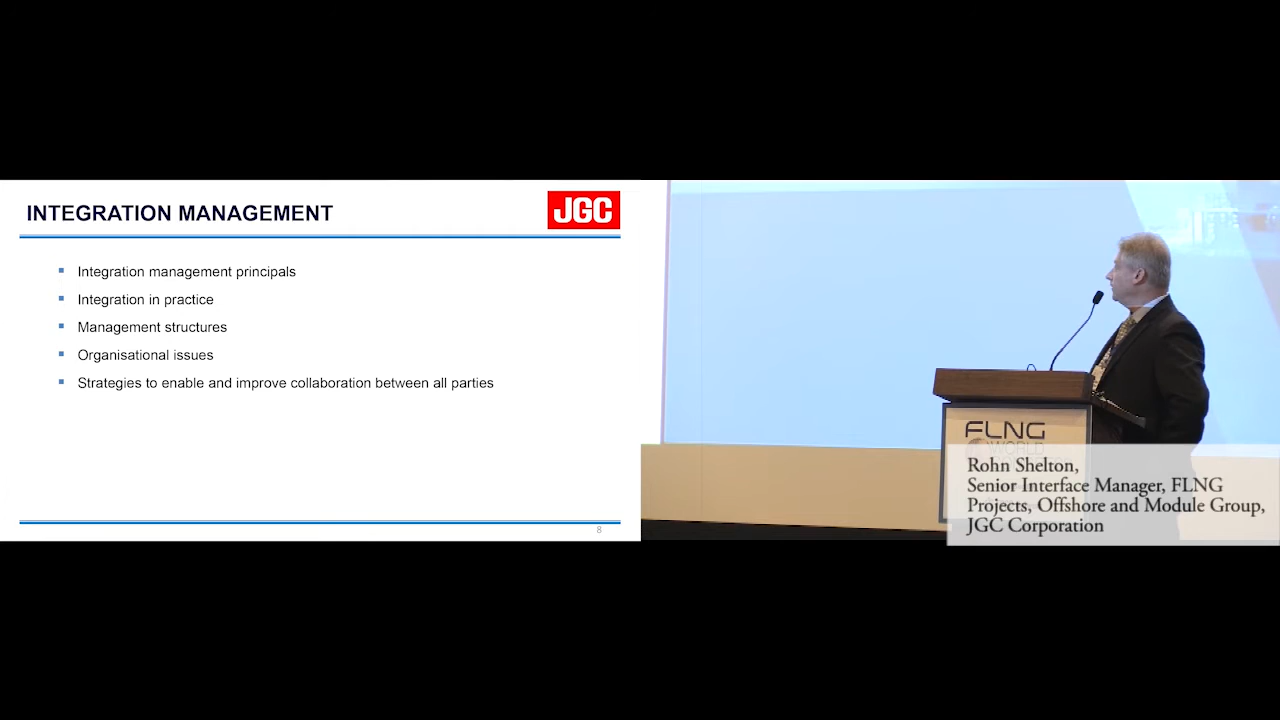 INTEGRATION MANAGEMENT
JGC
Integration management principals
Integration in practice
Management structures
Organisational issues
Strategies to enable and improve collaboration between all parties
8
FLNG
WORLD
Rohn Shelton,
Senior Interface Manager, FLNG
Projects, Offshore and Module Group,
JGC Corporation